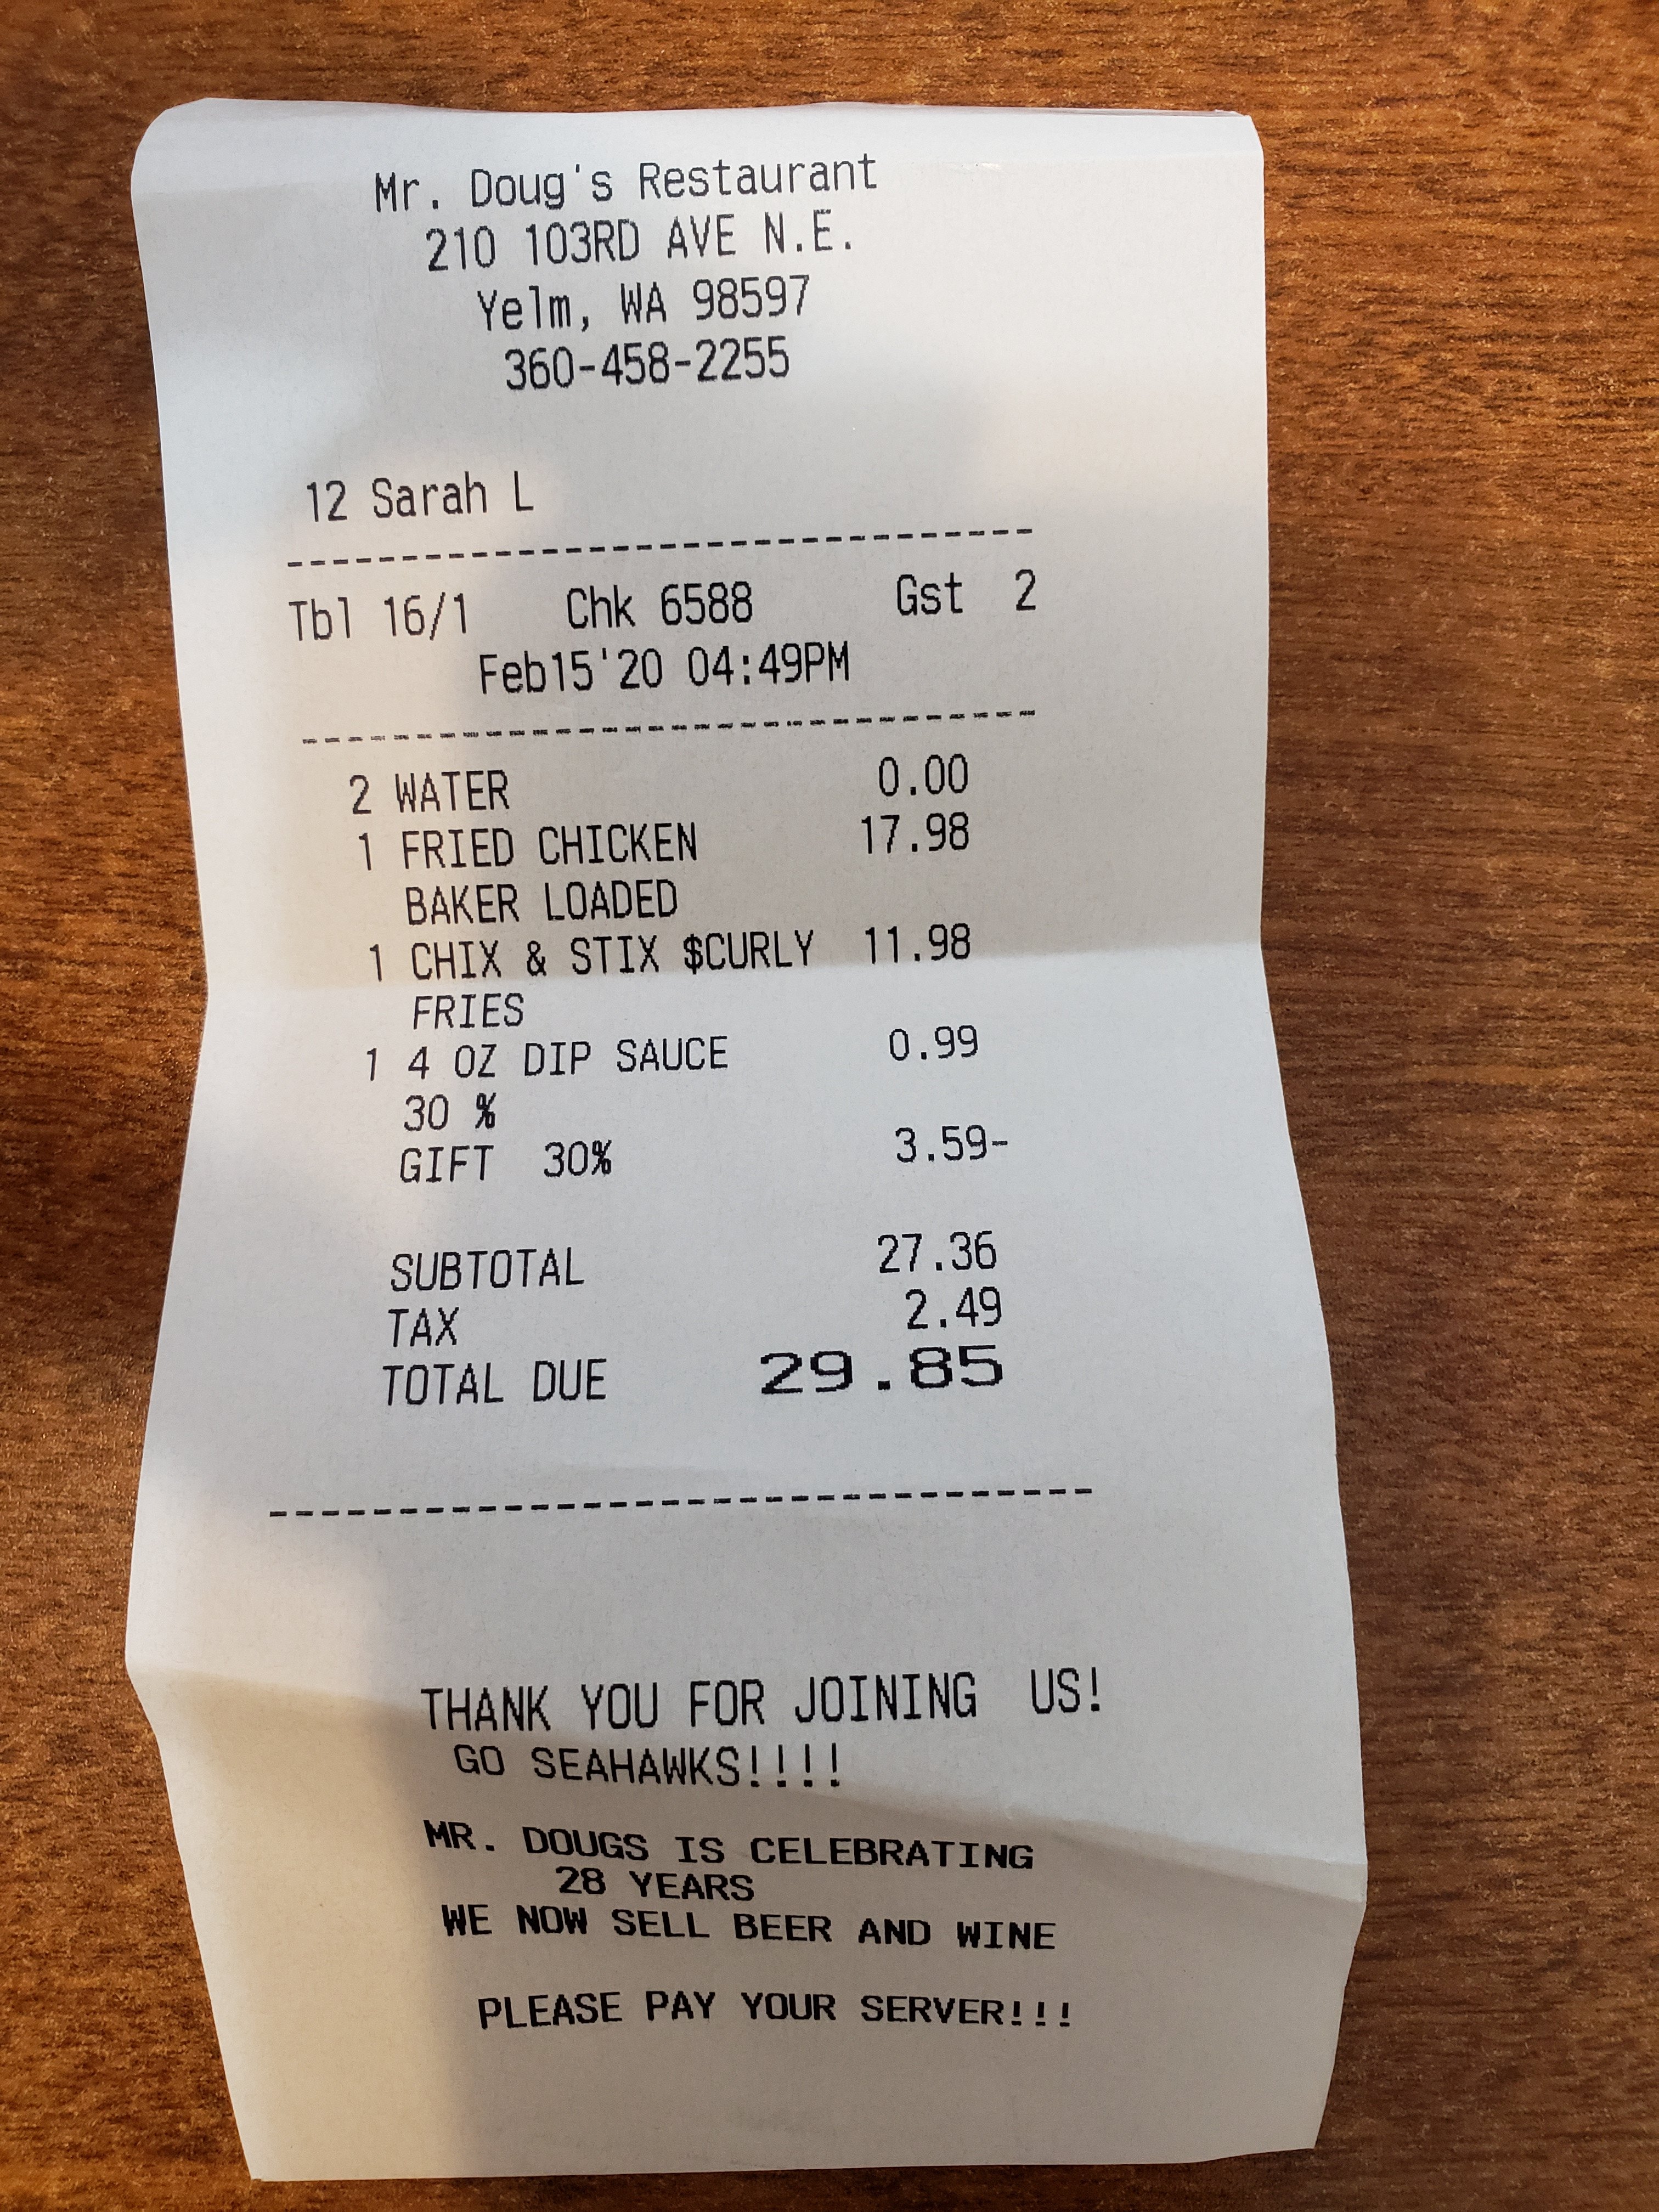 Mr. Doug's Restaurant
210 103RD AVE N.E.
Yelm, WA 98597
360-458-2255
12 Sarah L
--------------------------------
Tbl 16/1 Chk 6588 Gst 2
Feb15'20 04:49PM
--------------------------------
2 WATER 0.00
1 FRIED CHICKEN 17.98
BAKER LOADED
1 CHIX & STIX $CURLY 11.98
FRIES
1 4 OZ DIP SAUCE 0.99
30 %
GIFT 30% 3.59-
SUBTOTAL 27.36
TAX 2.49
TOTAL DUE 29.85
--------------------------------
THANK YOU FOR JOINING US!
GO SEAHAWKS!!!!
MR. DOUGS IS CELEBRATING
28 YEARS
WE NOW SELL BEER AND WINE
PLEASE PAY YOUR SERVER!!!